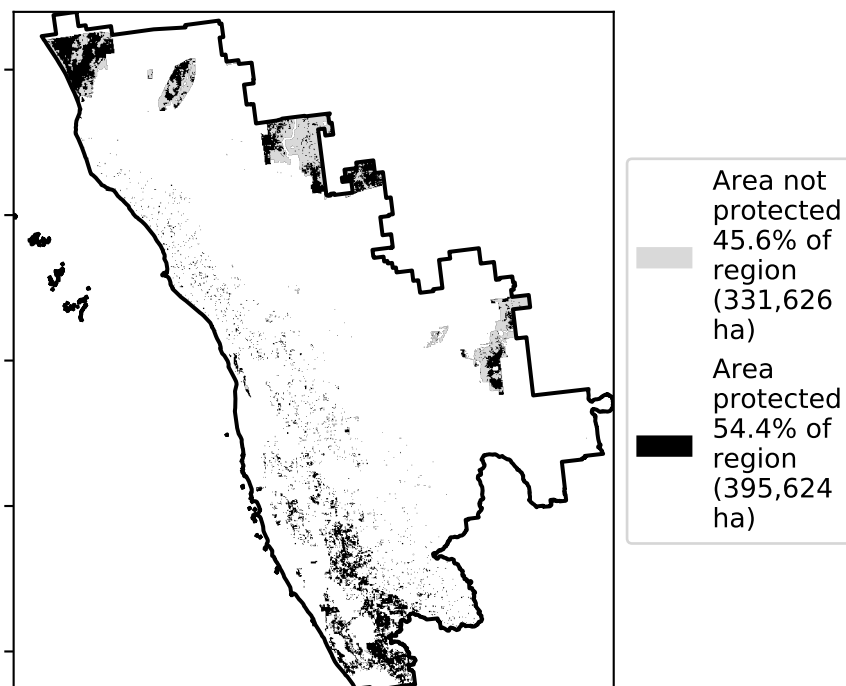 Area not
protected
45.6% of
region
(331,626
ha)
Area
protected
54.4% of
region
(395,624
ha)